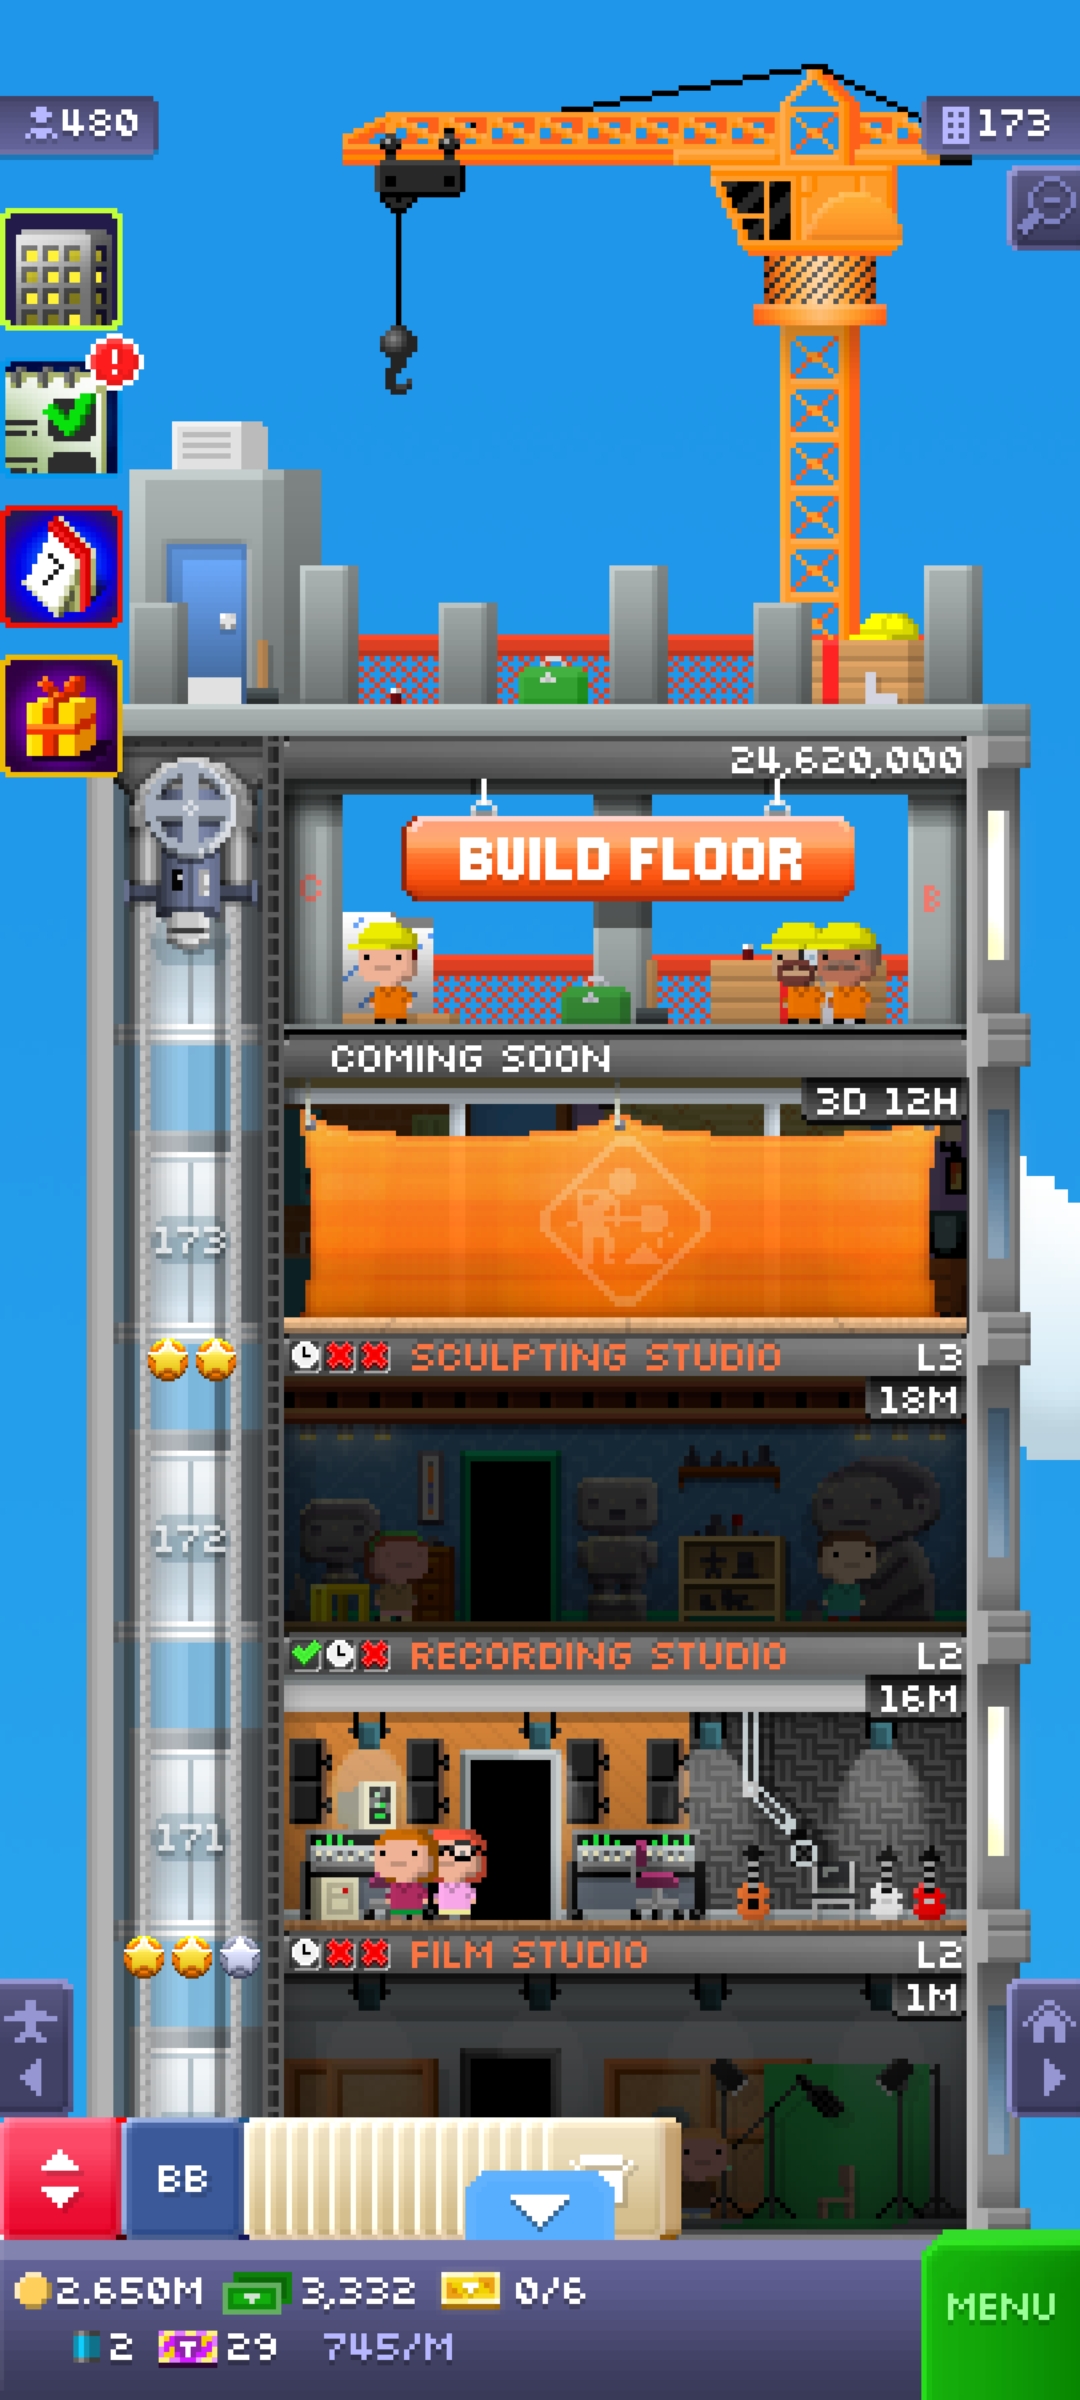 480
173
7
24,620,000
BUILD FLOOR
C
B
COMING SOON
3D 12H
173
SCULPTING STUDIO L3
18M
172
RECORDING STUDIO L2
16M
171
FILM STUDIO L2
1M
BB
2.650M 3,332 0/6
MENU
2 T 29 745/M